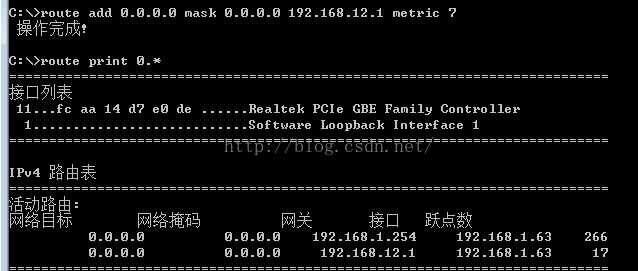 C:\>route add 0.0.0.0 mask 0.0.0.0 192.168.12.1 metric 7
操作完成!
C:\>route print 0.*
===========================================================================
接口列表
11...fc aa 14 d7 e0 de ......Realtek PCIe GBE Family Controller
1...........................Software Loopback Interface 1
===========================================================================
http://blog.csdn.net/
IPv4 路由表
===========================================================================
活动路由:
网络目标 网络掩码 网关 接口 跃点数
0.0.0.0 0.0.0.0 192.168.1.254 192.168.1.63 266
0.0.0.0 0.0.0.0 192.168.12.1 192.168.1.63 17
===========================================================================